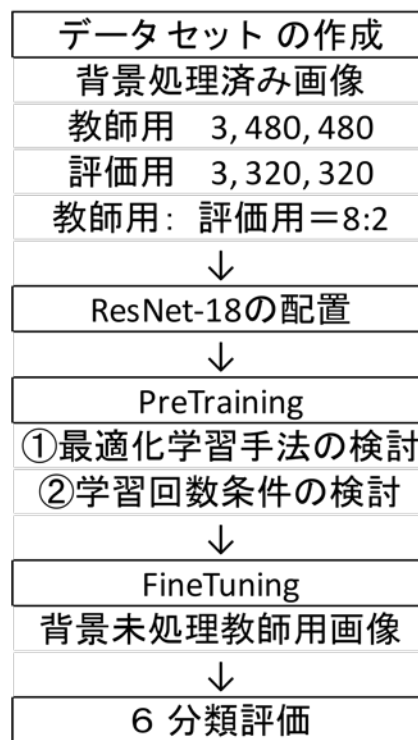 データセットの作成
背景処理済み画像
教師用 3,480,480
評価用 3,320,320
教師用: 評価用＝8:2
↓
ResNet-18の配置
↓
PreTraining
①最適化学習手法の検討
②学習回数条件の検討
↓
FineTuning
背景未処理教師用画像
↓
６ 分類評価